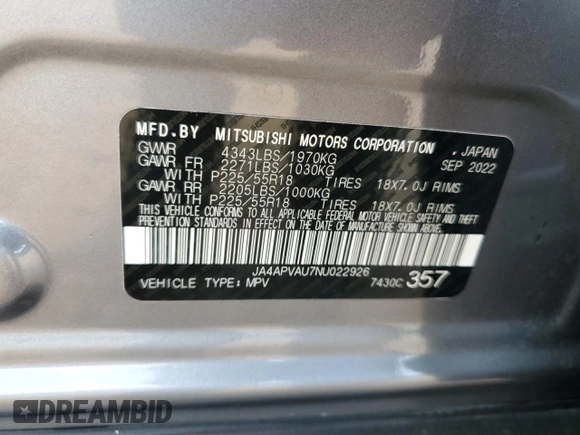 MFD.BY MITSUBISHI MOTORS CORPORATION , JAPAN
GVWR 4343LBS/1970KG SEP 2022
GAWR FR 2271LBS/1030KG
WITH P225/55R18 TIRES 18X7.0J RIMS
GAWR RR 2205LBS/1000KG
WITH P225/55R18 TIRES 18X7.0J RIMS
THIS VEHICLE CONFORMS TO ALL APPLICABLE FEDERAL MOTOR VEHICLE SAFETY AND THEFT
PREVENTION STANDARDS IN EFFECT ON THE DATE OF MANUFACTURE SHOWN ABOVE.
JA4APVAU7NU022926
VEHICLE TYPE:MPV 7430C 357
DREAMBID